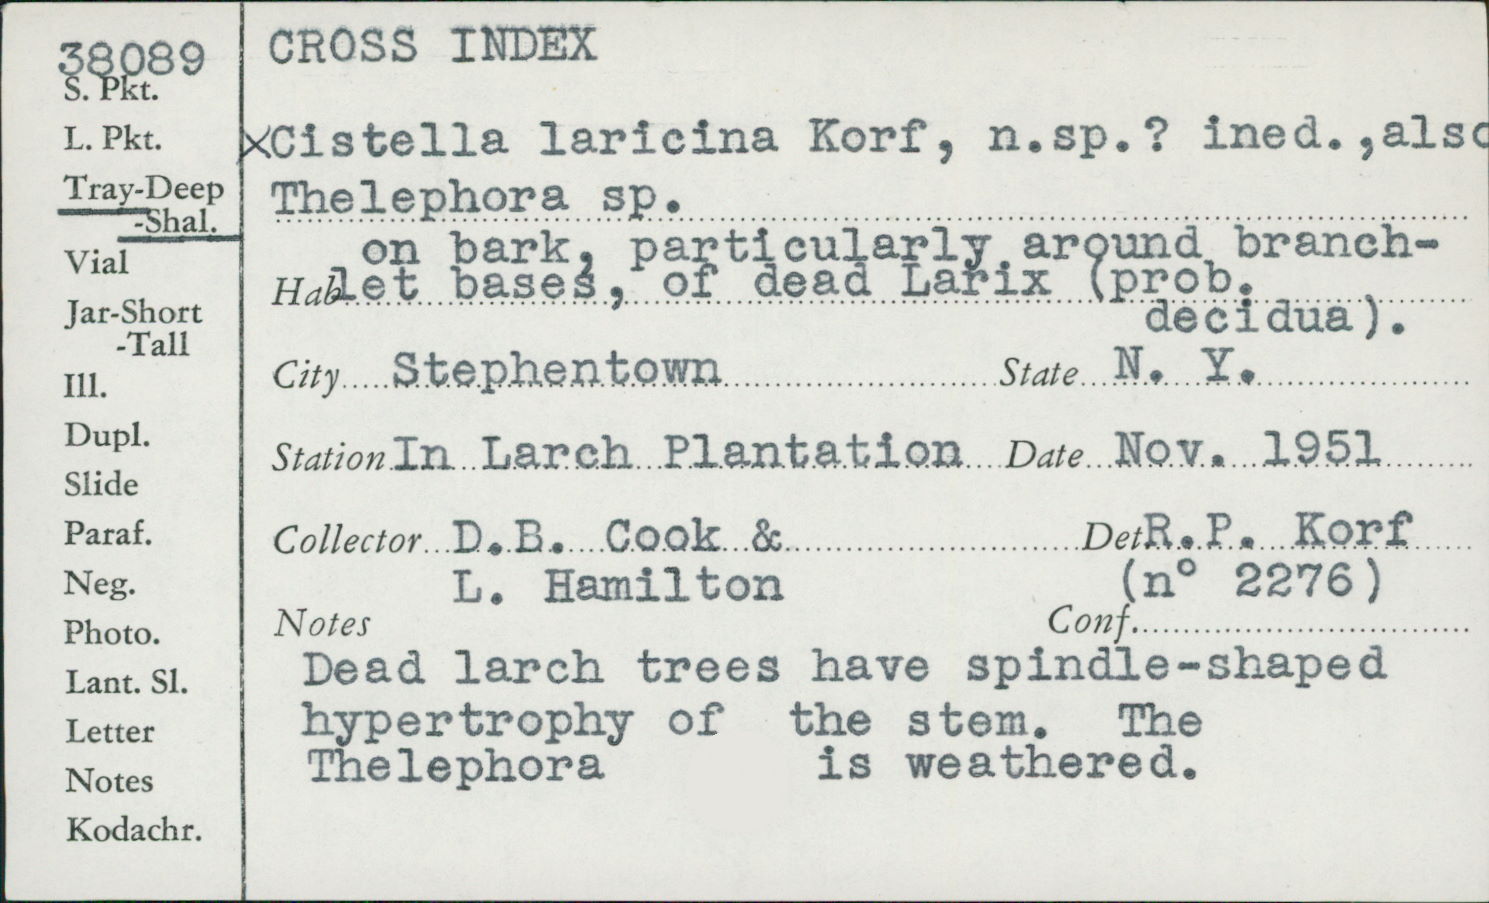 38089
S. Pkt.
L. Pkt.
Tray-Deep
-Shal.
Vial
Jar-Short
-Tall
Ill.
Dupl.
Slide
Paraf.
Neg.
Photo.
Lant. Sl.
Letter
Notes
Kodachr.
CROSS INDEX
xCistella laricina Korf, n.sp.? ined.,also
Thelephora sp.
on bark, particularly around branch-
Hab let bases, of dead Larix (prob.
decidua).
City Stephentown State N. Y.
Station In Larch Plantation Date Nov. 1951
Collector D.B. Cook & Det R.P. Korf
L. Hamilton (nº 2276)
Notes Conf.
Dead larch trees have spindle-shaped
hypertrophy of the stem. The
Thelephora is weathered.